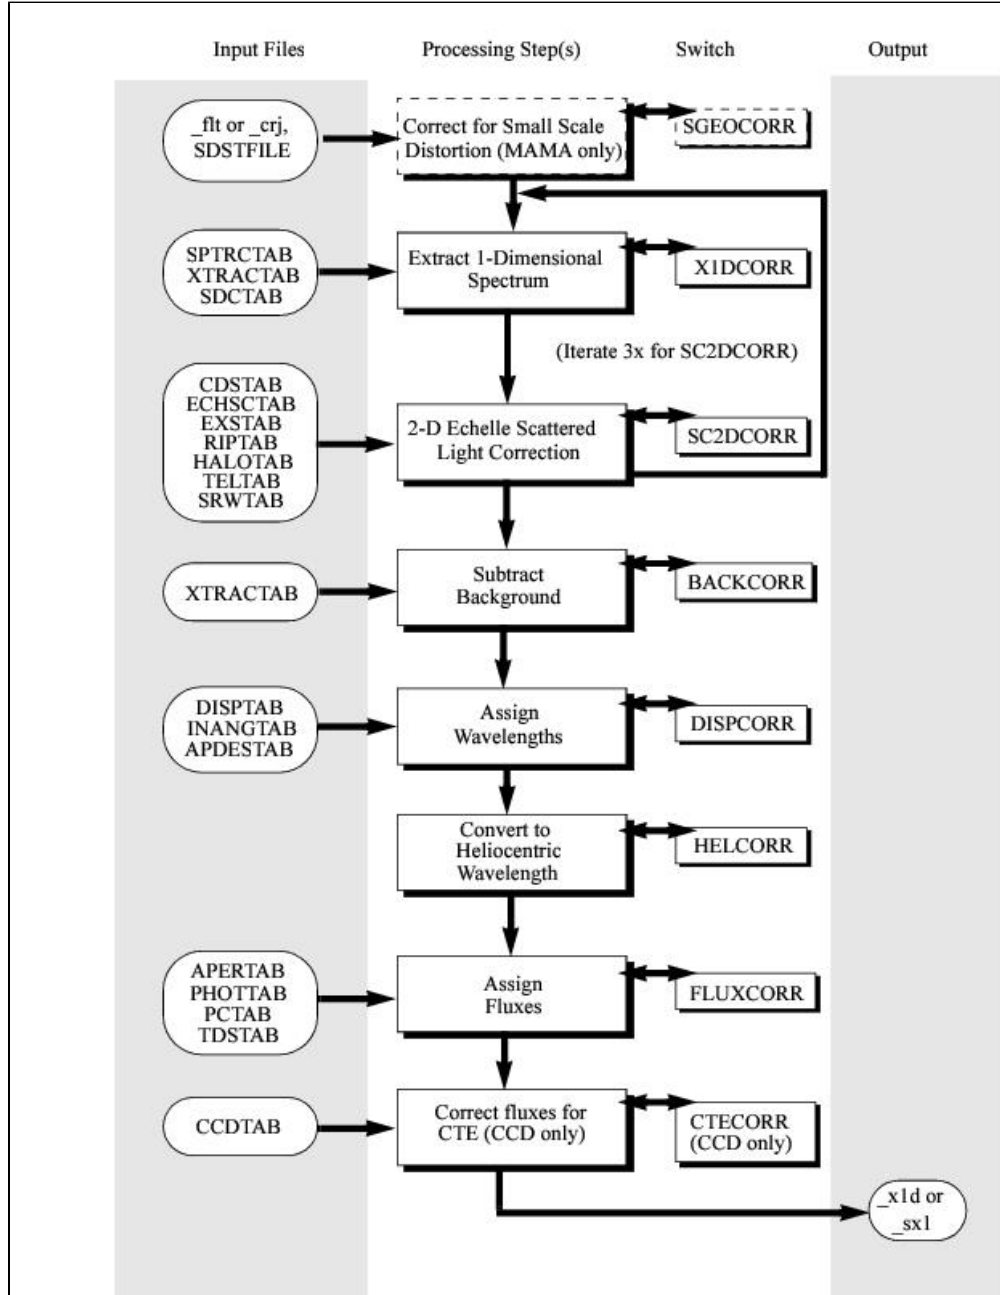 Input Files
Processing Step(s)
Switch
Output
_flt or _crj,
SDSTFILE
Correct for Small Scale
Distortion (MAMA only)
SGEOCORR
SPTRCTAB
XTRACTAB
SDCTAB
Extract 1-Dimensional
Spectrum
X1DCORR
(Iterate 3x for SC2DCORR)
CDSTAB
ECHSCTAB
EXSTAB
RIPTAB
HALOTAB
TELTAB
SRWTAB
2-D Echelle Scattered
Light Correction
SC2DCORR
XTRACTAB
Subtract
Background
BACKCORR
DISPTAB
INANGTAB
APDESTAB
Assign
Wavelengths
DISPCORR
Convert to
Heliocentric
Wavelength
HELCORR
APERTAB
PHOTTAB
PCTAB
TDSTAB
Assign
Fluxes
FLUXCORR
CCDTAB
Correct fluxes for
CTE (CCD only)
CTECORR
(CCD only)
_x1d or
_sx1